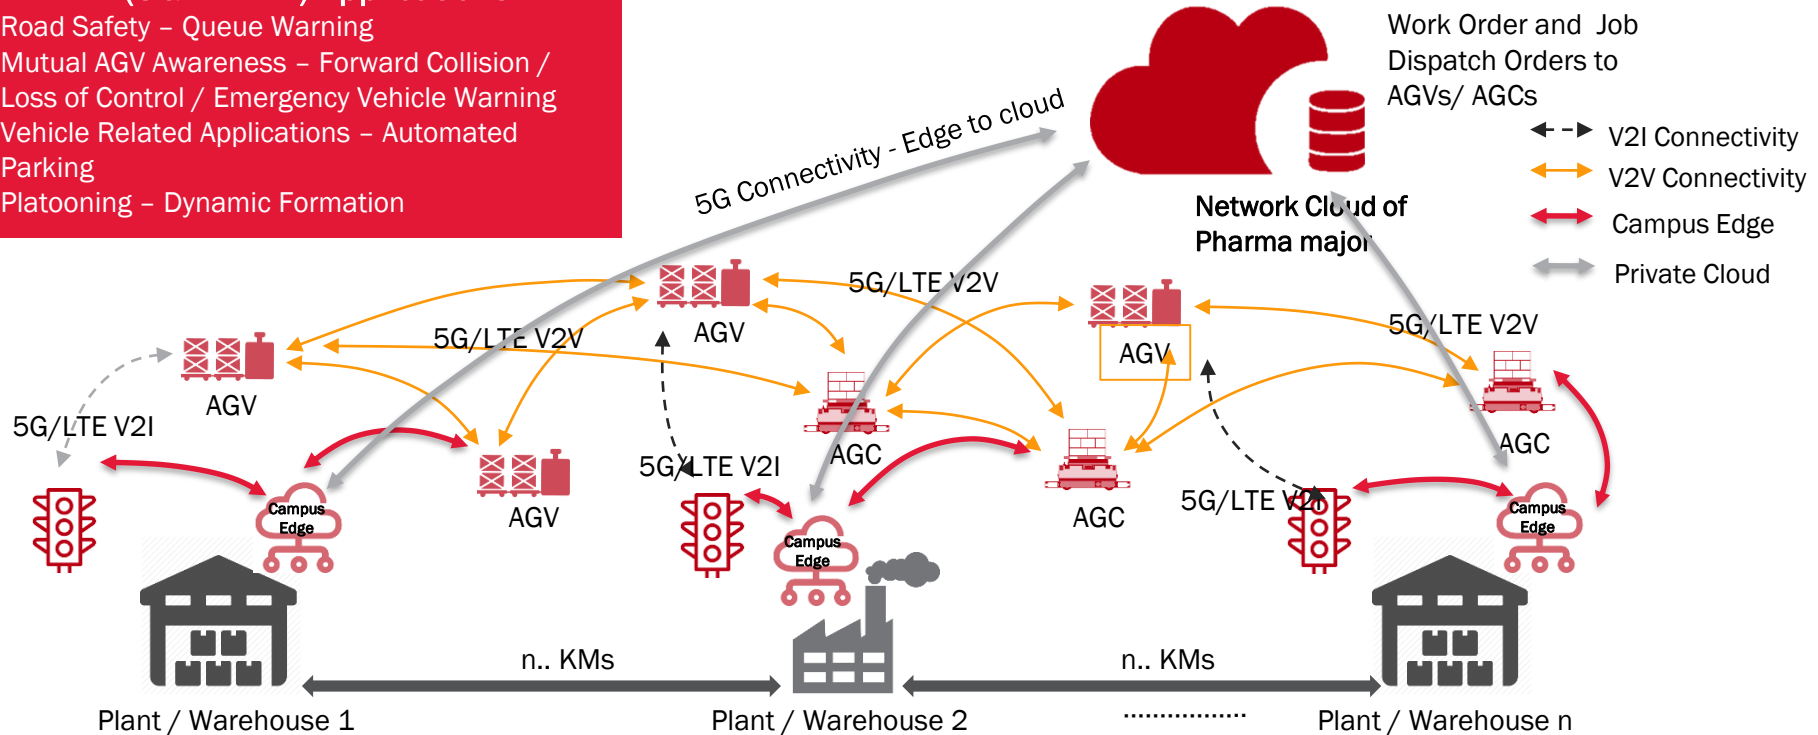 Road Safety – Queue Warning
Mutual AGV Awareness – Forward Collision /
Loss of Control / Emergency Vehicle Warning
Vehicle Related Applications – Automated
Parking
Platooning – Dynamic Formation
Work Order and Job
Dispatch Orders to
AGVs/ AGCs
V2I Connectivity
V2V Connectivity
Campus Edge
Private Cloud
5G Connectivity - Edge to cloud
Network Cloud of
Pharma major
5G/LTE V2V
5G/LTE V2V
5G/LTE V2V
AGV
AGV
AGV
AGV
5G/LTE V2I
AGC
AGC
AGC
5G/LTE V2I
5G/LTE V2I
Campus
Edge
Campus
Edge
Campus
Edge
n.. KMs
n.. KMs
Plant / Warehouse 1
Plant / Warehouse 2
.................
Plant / Warehouse n